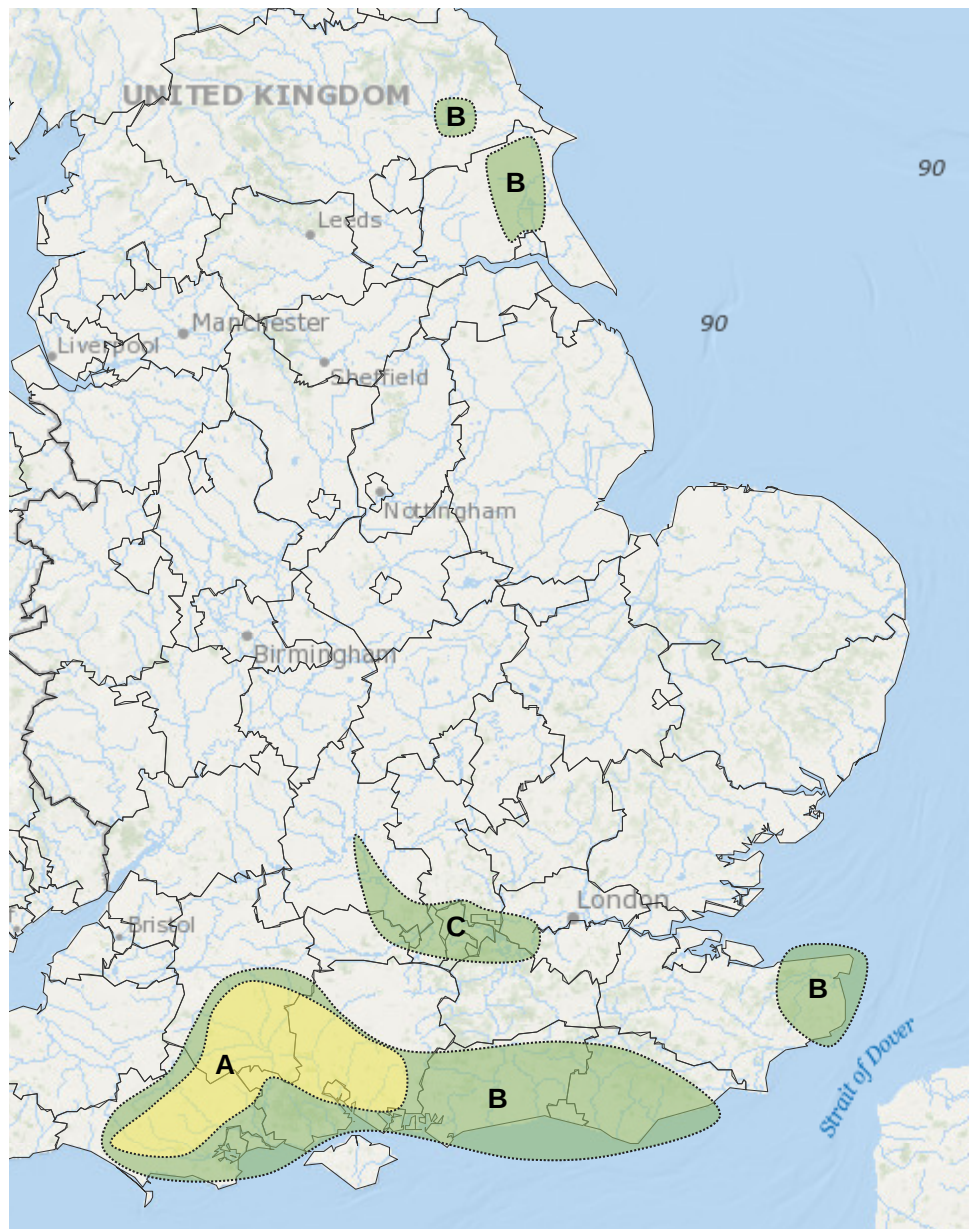 UNITED KINGDOM
B
90
B
Leeds
Manchester
90
Liverpool
Sheffield
Nottingham
Birmingham
London
Bristol
C
B
A
B
Strait of Dover